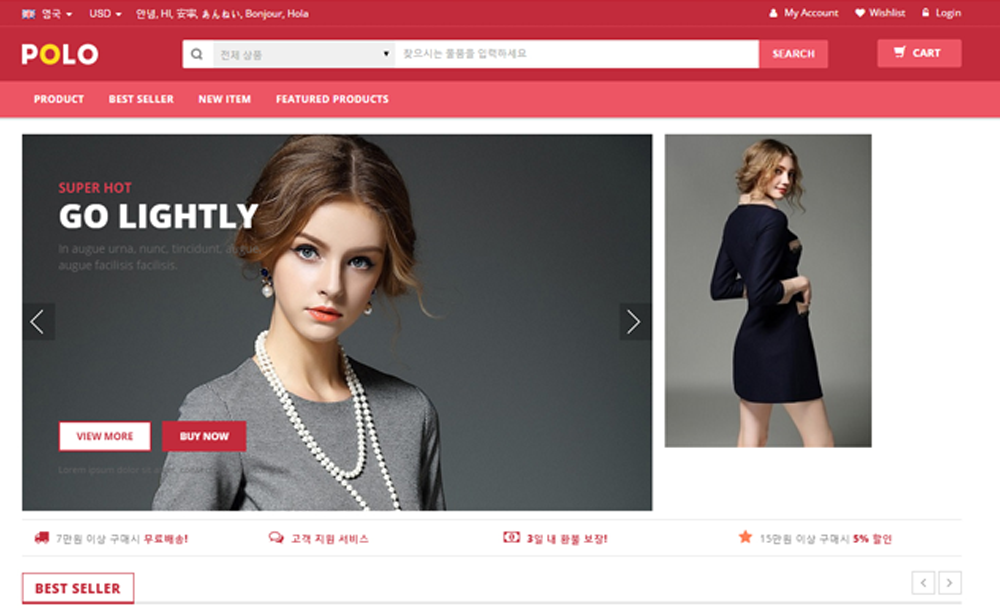 영국 USD 안녕, Hi, 安寧, あんねい, Bonjour, Hola My Account Wishlist Login
POLO 전체 상품 찾으시는 물품을 입력하세요 SEARCH CART
PRODUCT BEST SELLER NEW ITEM FEATURED PRODUCTS
SUPER HOT
GO LIGHTLY
In augue urna, nunc, tincidunt, augue,
augue facilisis facilisis.
VIEW MORE BUY NOW
Lorem ipsum dolor sit amet,
7만원 이상 구매시 무료배송! 고객 지원 서비스 3일 내 환불 보장! 15만원 이상 구매시 5% 할인
BEST SELLER